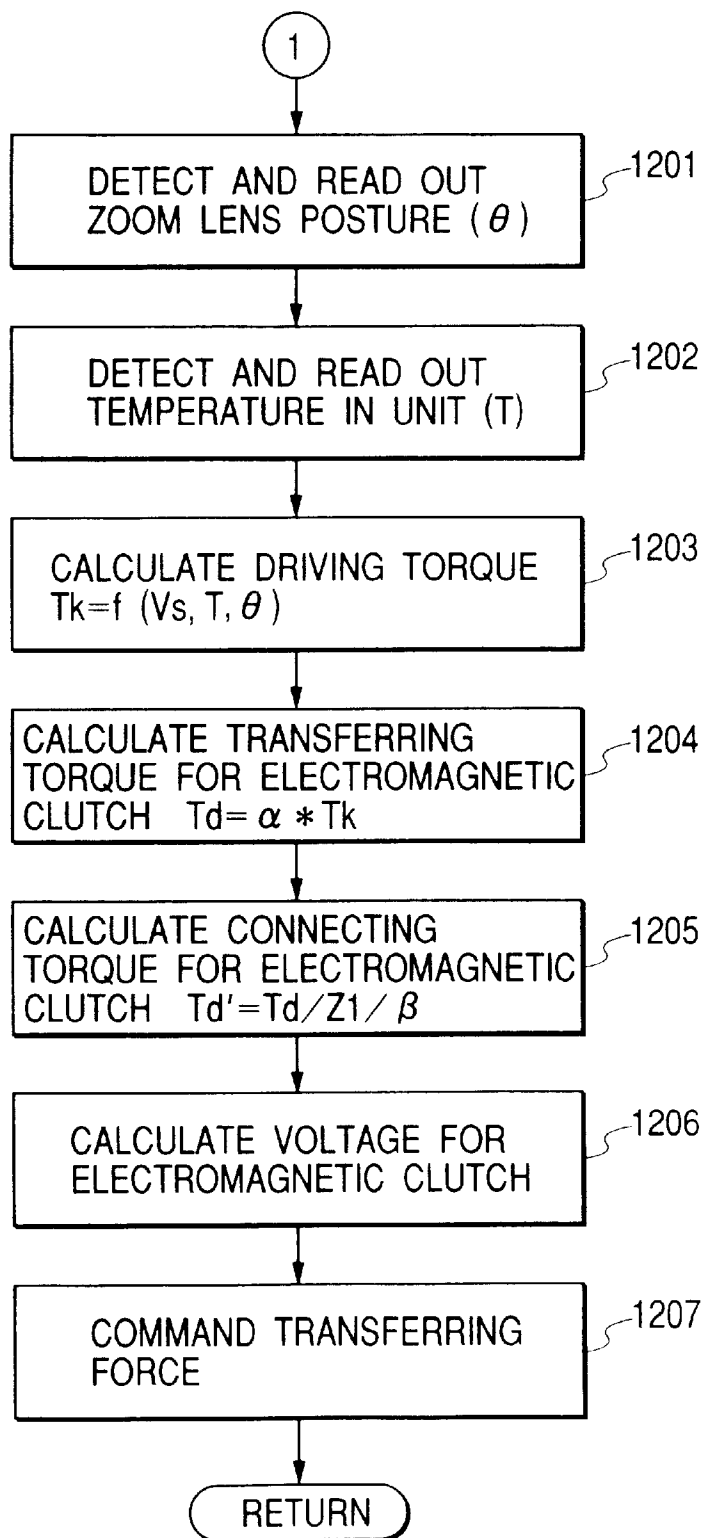 1
DETECT AND READ OUT
ZOOM LENS POSTURE (θ)
1201
DETECT AND READ OUT
TEMPERATURE IN UNIT (T)
1202
CALCULATE DRIVING TORQUE
Tk=f (Vs, T, θ)
1203
CALCULATE TRANSFERRING
TORQUE FOR ELECTROMAGNETIC
CLUTCH Td= α * Tk
1204
CALCULATE CONNECTING
TORQUE FOR ELECTROMAGNETIC
CLUTCH Td'=Td/Z1/ β
1205
CALCULATE VOLTAGE FOR
ELECTROMAGNETIC CLUTCH
1206
COMMAND TRANSFERRING
FORCE
1207
RETURN